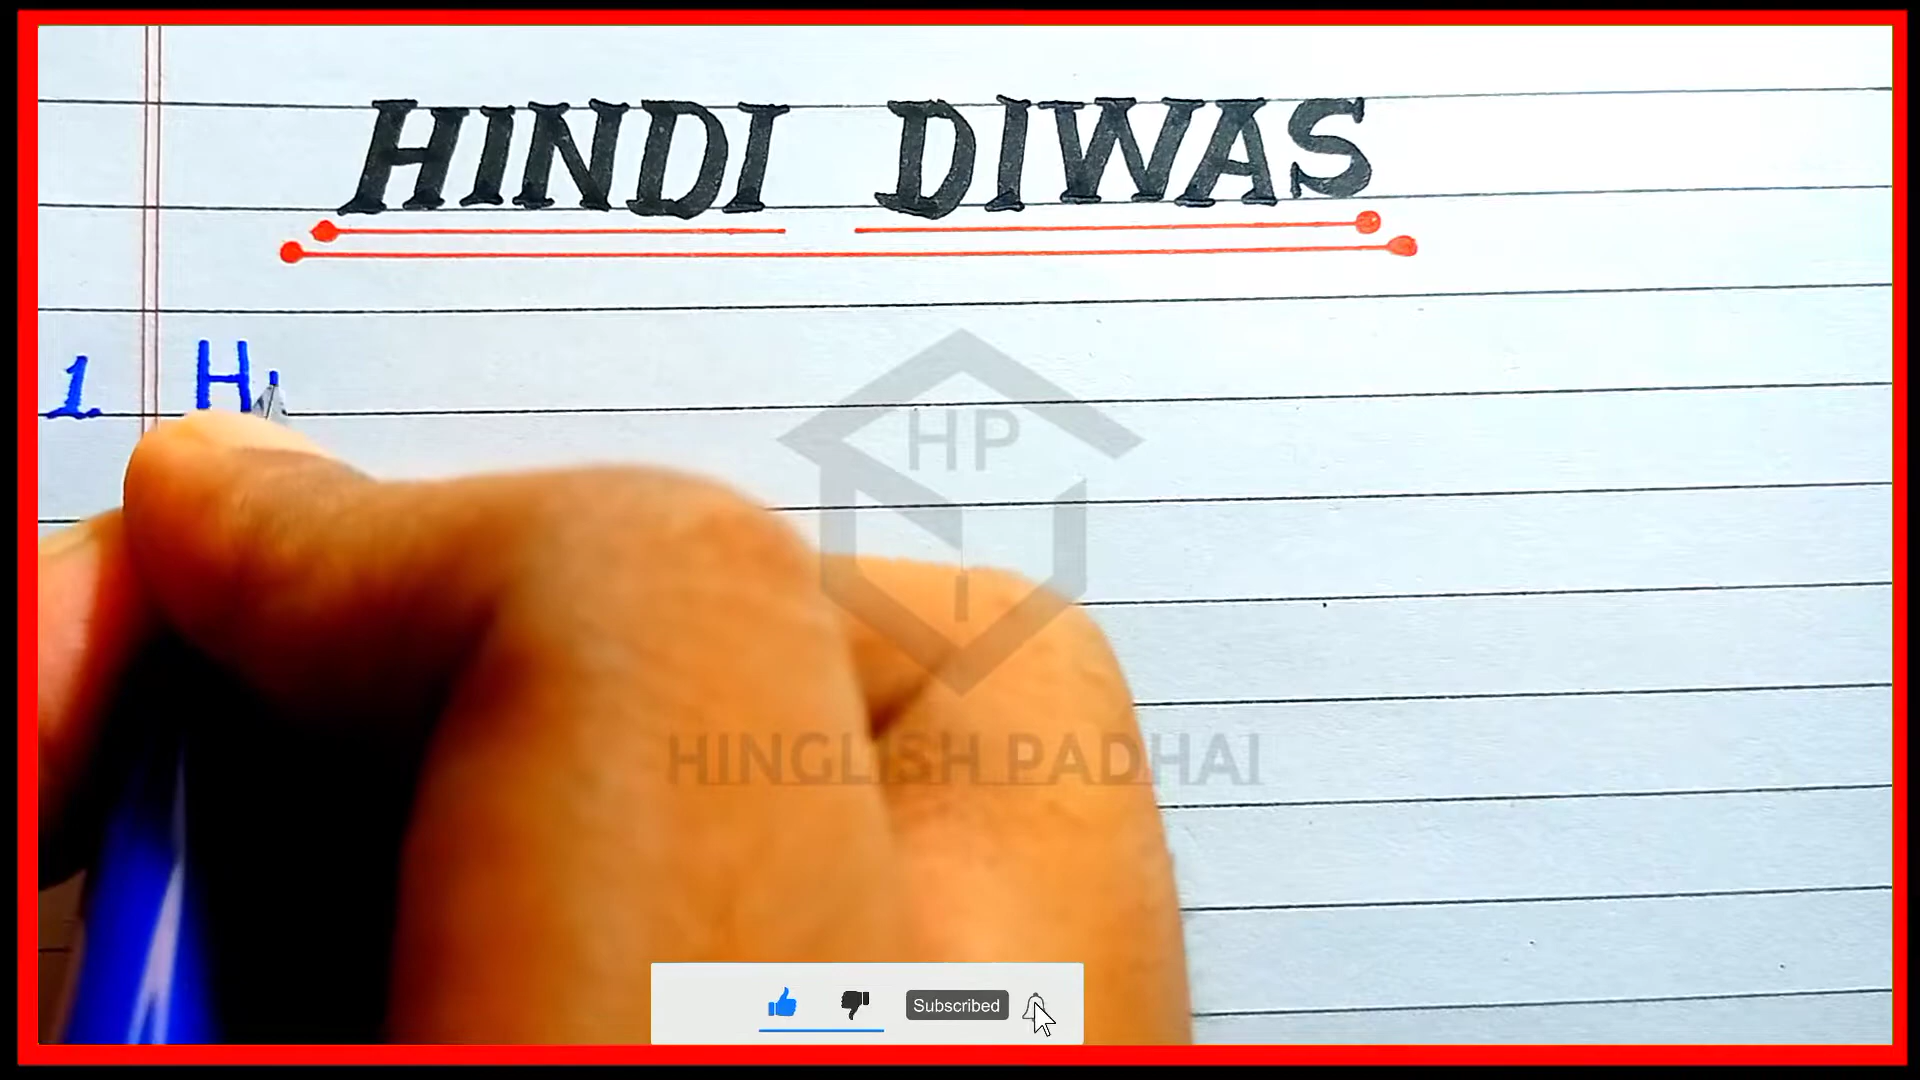 HINDI DIWAS
1. H
HP
HINGLISH PADHAI
Subscribed